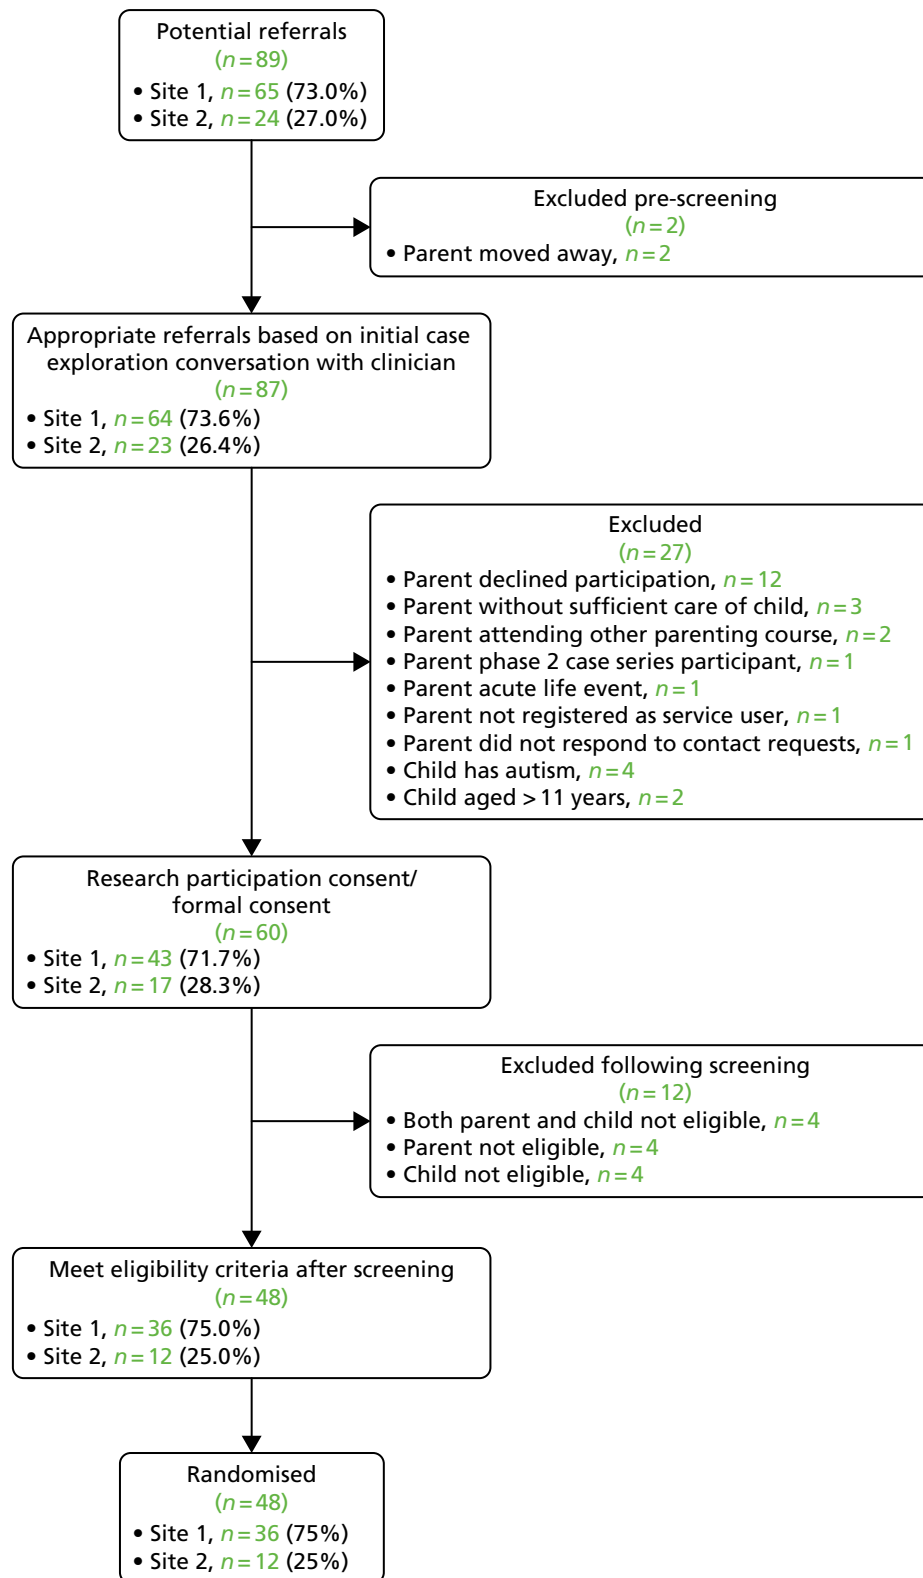 Potential referrals
(n=89)
• Site 1, n=65 (73.0%)
• Site 2, n=24 (27.0%)
Excluded pre-screening
(n=2)
• Parent moved away, n=2
Appropriate referrals based on initial case
exploration conversation with clinician
(n=87)
• Site 1, n=64 (73.6%)
• Site 2, n=23 (26.4%)
Excluded
(n=27)
• Parent declined participation, n=12
• Parent without sufficient care of child, n=3
• Parent attending other parenting course, n=2
• Parent phase 2 case series participant, n=1
• Parent acute life event, n=1
• Parent not registered as service user, n=1
• Parent did not respond to contact requests, n=1
• Child has autism, n=4
• Child aged >11 years, n=2
Research participation consent/
formal consent
(n=60)
• Site 1, n=43 (71.7%)
• Site 2, n=17 (28.3%)
Excluded following screening
(n=12)
• Both parent and child not eligible, n=4
• Parent not eligible, n=4
• Child not eligible, n=4
Meet eligibility criteria after screening
(n=48)
• Site 1, n=36 (75.0%)
• Site 2, n=12 (25.0%)
Randomised
(n=48)
• Site 1, n=36 (75%)
• Site 2, n=12 (25%)